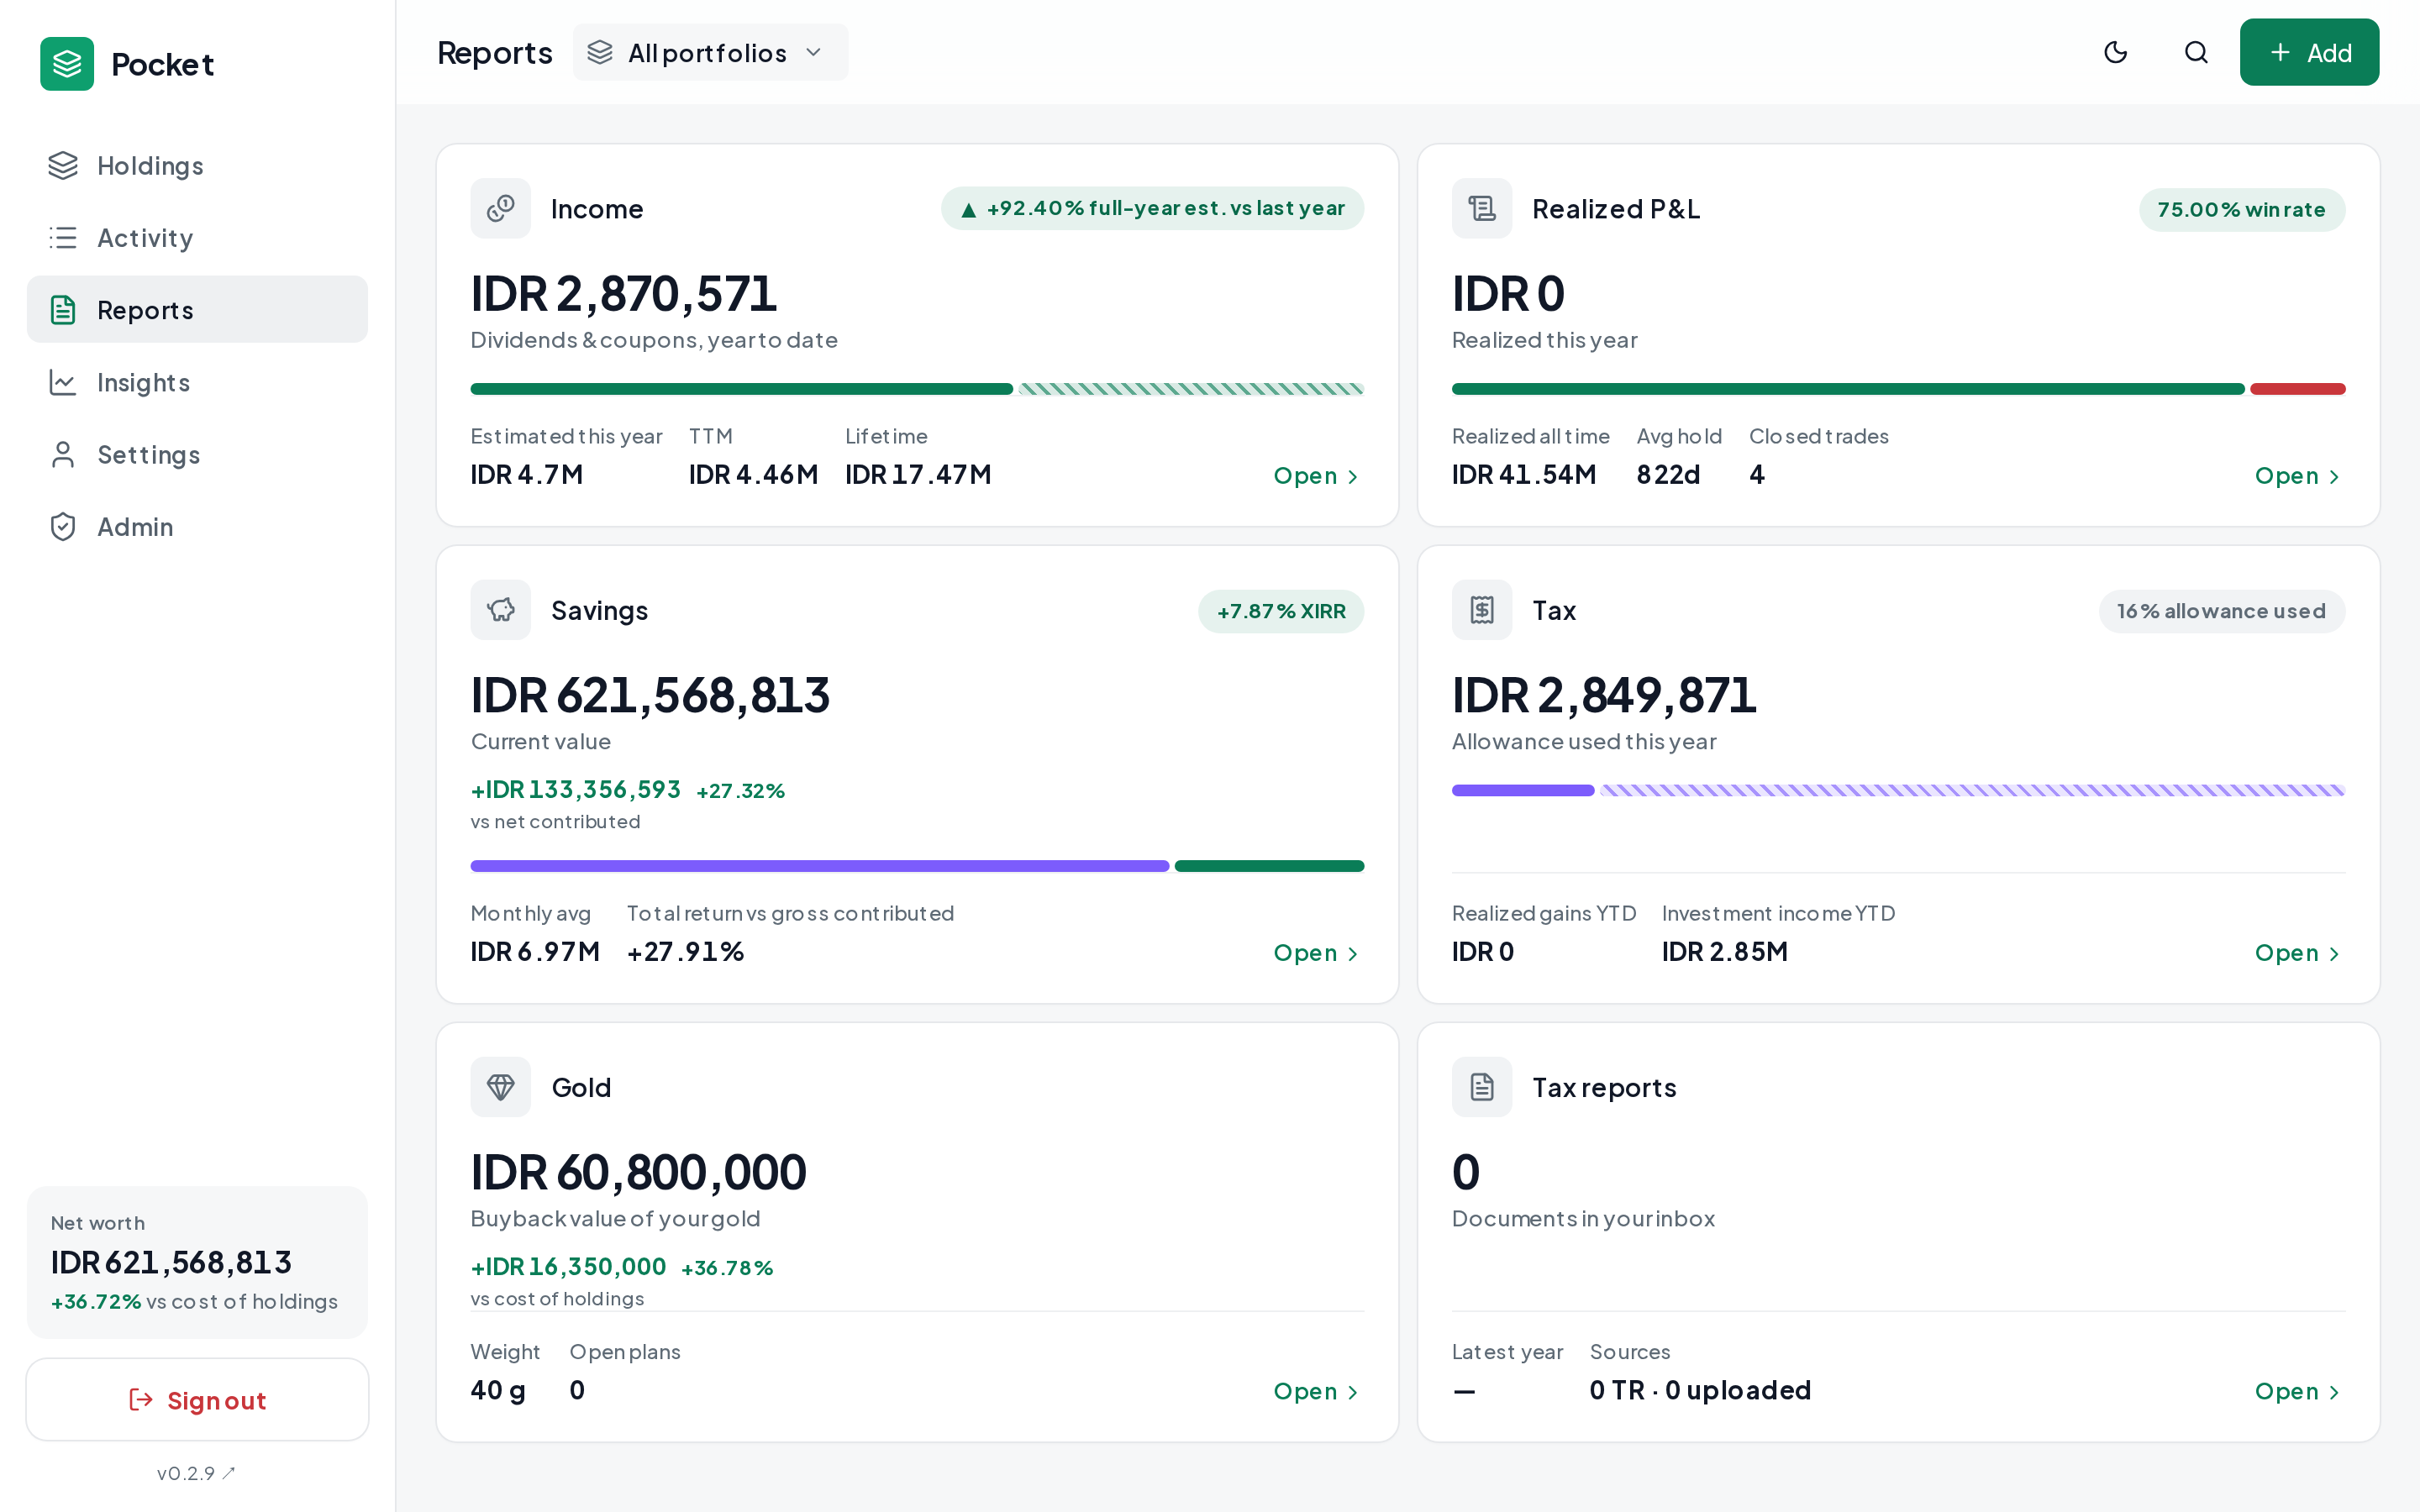 Pocket
Holdings
Activity
Reports
Insights
Settings
Admin
Net worth
IDR 621,568,813
+36.72% vs cost of holdings
Sign out
v0.2.9 ↗
Reports
All portfolios
Add
Income
▲ +92.40% full-year est. vs last year
IDR 2,870,571
Dividends & coupons, year to date
Estimated this year TTM Lifetime
IDR 4.7M IDR 4.46M IDR 17.47M
Open
Realized P&L
75.00% win rate
IDR 0
Realized this year
Realized all time Avg hold Closed trades
IDR 41.54M 822d 4
Open
Savings
+7.87% XIRR
IDR 621,568,813
Current value
+IDR 133,356,593 +27.32%
vs net contributed
Monthly avg Total return vs gross contributed
IDR 6.97M +27.91%
Open
Tax
16% allowance used
IDR 2,849,871
Allowance used this year
Realized gains YTD Investment income YTD
IDR 0 IDR 2.85M
Open
Gold
IDR 60,800,000
Buyback value of your gold
+IDR 16,350,000 +36.78%
vs cost of holdings
Weight Open plans
40 g 0
Open
Tax reports
0
Documents in your inbox
Latest year Sources
— 0 TR · 0 uploaded
Open